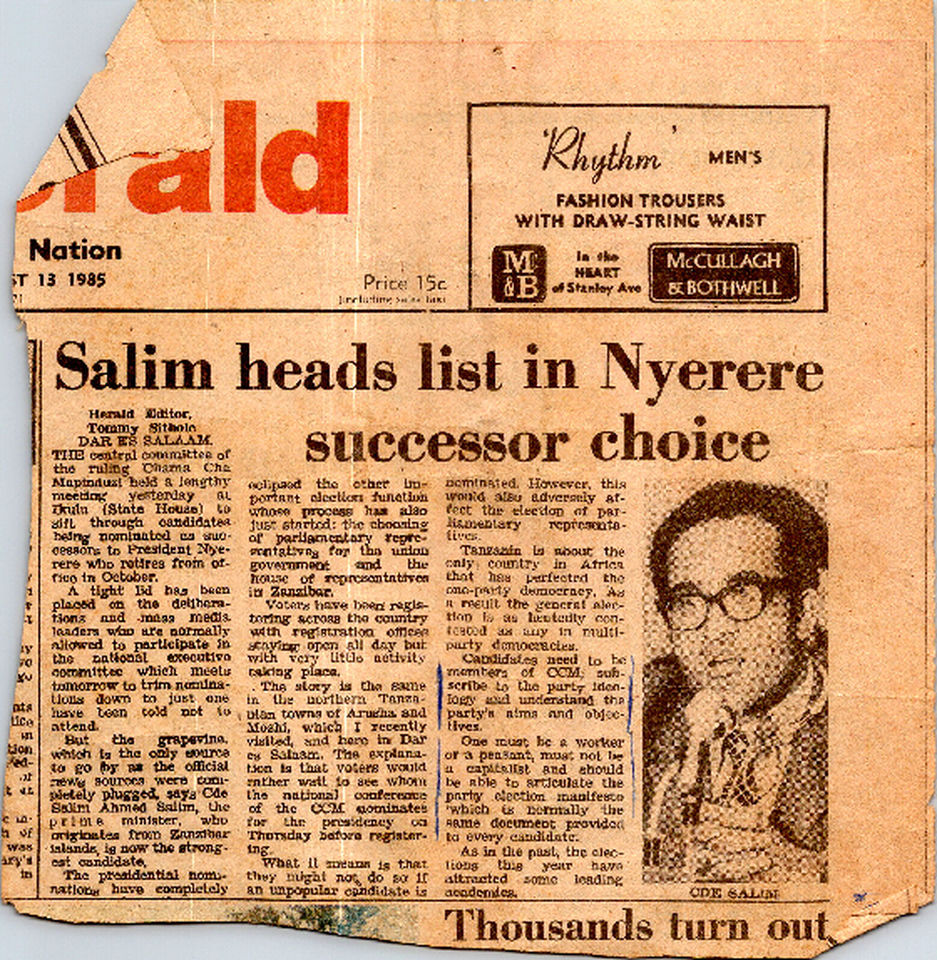 erald
Nation
ST 13 1985
Price 15c
(including sales tax)
'Rhythm' MEN'S
FASHION TROUSERS
WITH DRAW-STRING WAIST
M&B
In the
HEART
of Stanley Ave
McCULLAGH
& BOTHWELL
Salim heads list in Nyerere
successor choice
Herald Editor,
Tommy Sithole
DAR ES SALAAM.
THE central committee of
the ruling Chama Cha
Mapinduzi held a lengthy
meeting yesterday at
Ikulu (State House) to
sift through candidates
being nominated as suc-
cessors to President Nye-
rere who retires from of-
fice in October.
A tight lid has been
placed on the delibera-
tions and mass media
leaders who are normally
allowed to participate in
the national executive
committee which meets
tomorrow to trim nomina-
tions down to just one
have been told not to
attend.
But the grapevine,
which is the only source
to go by as the official
news sources were com-
pletely plugged, says Cde
Salim Ahmed Salim, the
prime minister, who
originates from Zanzibar
islands, is now the strong-
est candidate.
The presidential nomi-
nations have completely
eclipsed the other im-
portant election function
whose process has also
just started: the choosing
of parliamentary repre-
sentatives for the union
government and the
house of representatives
in Zanzibar.
Voters have been regis-
tering across the country
with registration offices
staying open all day but
with very little activity
taking place.
The story is the same
in the northern Tanza-
nian towns of Arusha and
Moshi, which I recently
visited, and here in Dar
es Salaam. The explana-
tion is that voters would
rather wait to see whom
the national conference
of the CCM nominates
for the presidency on
Thursday before register-
ing.
What it means is that
they might not do so if
an unpopular candidate is
nominated. However, this
would also adversely af-
fect the election of par-
liamentary representa-
tives.
Tanzania is about the
only country in Africa
that has perfected the
one-party democracy. As
a result the general elec-
tion is as heatedly con-
tested as any in multi-
party democracies.
Candidates need to be
members of CCM, sub-
scribe to the party ideo-
logy and understand the
party's aims and objec-
tives.
One must be a worker
or a peasant, must not be
a capitalist and should
be able to articulate the
party election manifesto
which is normally the
same document provided
to every candidate.
As in the past, the elec-
tions this year have
attracted some leading
academics.
CDE SALIM
Thousands turn out